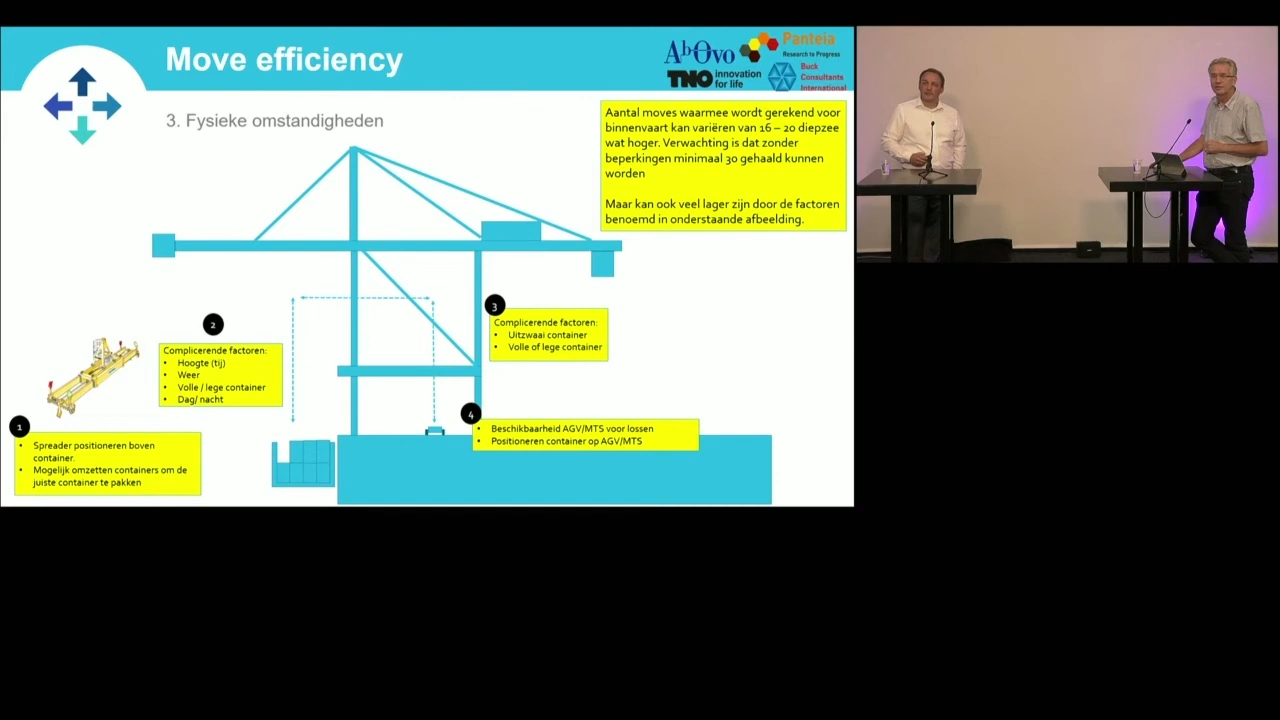 Move efficiency
AbOvo
Panteia
Research to Progress
TNO innovation
for life
Buck
Consultants
International
3. Fysieke omstandigheden
Aantal moves waarmee wordt gerekend voor
binnenvaart kan variëren van 16 – 20 diepzee
wat hoger. Verwachting is dat zonder
beperkingen minimaal 30 gehaald kunnen
worden
Maar kan ook veel lager zijn door de factoren
benoemd in onderstaande afbeelding.
3
Complicerende factoren:
• Uitzwaai container
• Volle of lege container
2
Complicerende factoren:
• Hoogte (tij)
• Weer
• Volle / lege container
• Dag/ nacht
4
• Beschikbaarheid AGV/MTS voor lossen
• Positioneren container op AGV/MTS
1
• Spreader positioneren boven
container.
• Mogelijk omzetten containers om de
juiste container te pakken